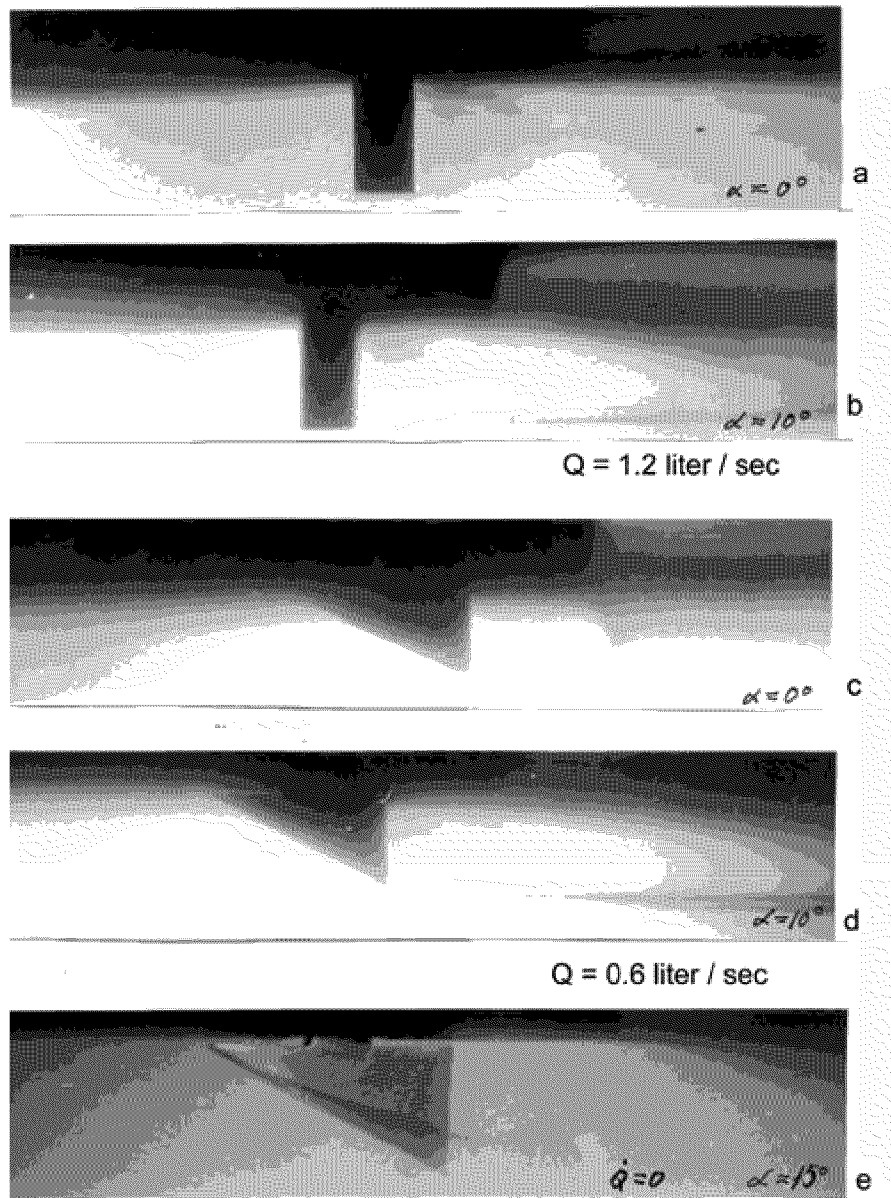 α = 0° a
α = 10° b
Q = 1.2 liter / sec
α = 0° c
α = 10° d
Q = 0.6 liter / sec
Q̇ = 0 α = 15° e